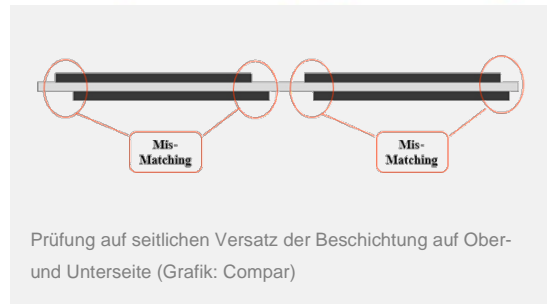 Mis-
Matching
Mis-
Matching
Prüfung auf seitlichen Versatz der Beschichtung auf Ober-
und Unterseite (Grafik: Compar)